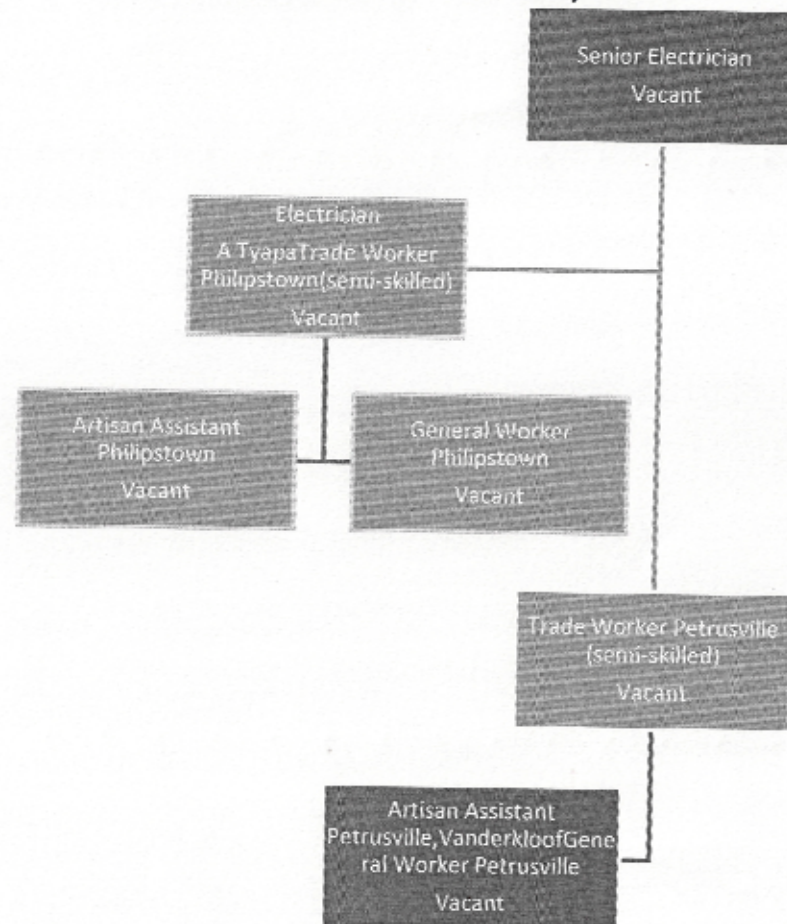 Senior Electrician
Vacant
Electrician
A TyapaTrade Worker
Philipstown(semi-skilled)
Vacant
Artisan Assistant
Philipstown
Vacant
General Worker
Philipstown
Vacant
Trade Worker Petrusville
(semi-skilled)
Vacant
Artisan Assistant
Petrusville,VanderkloofGene
ral Worker Petrusville
Vacant